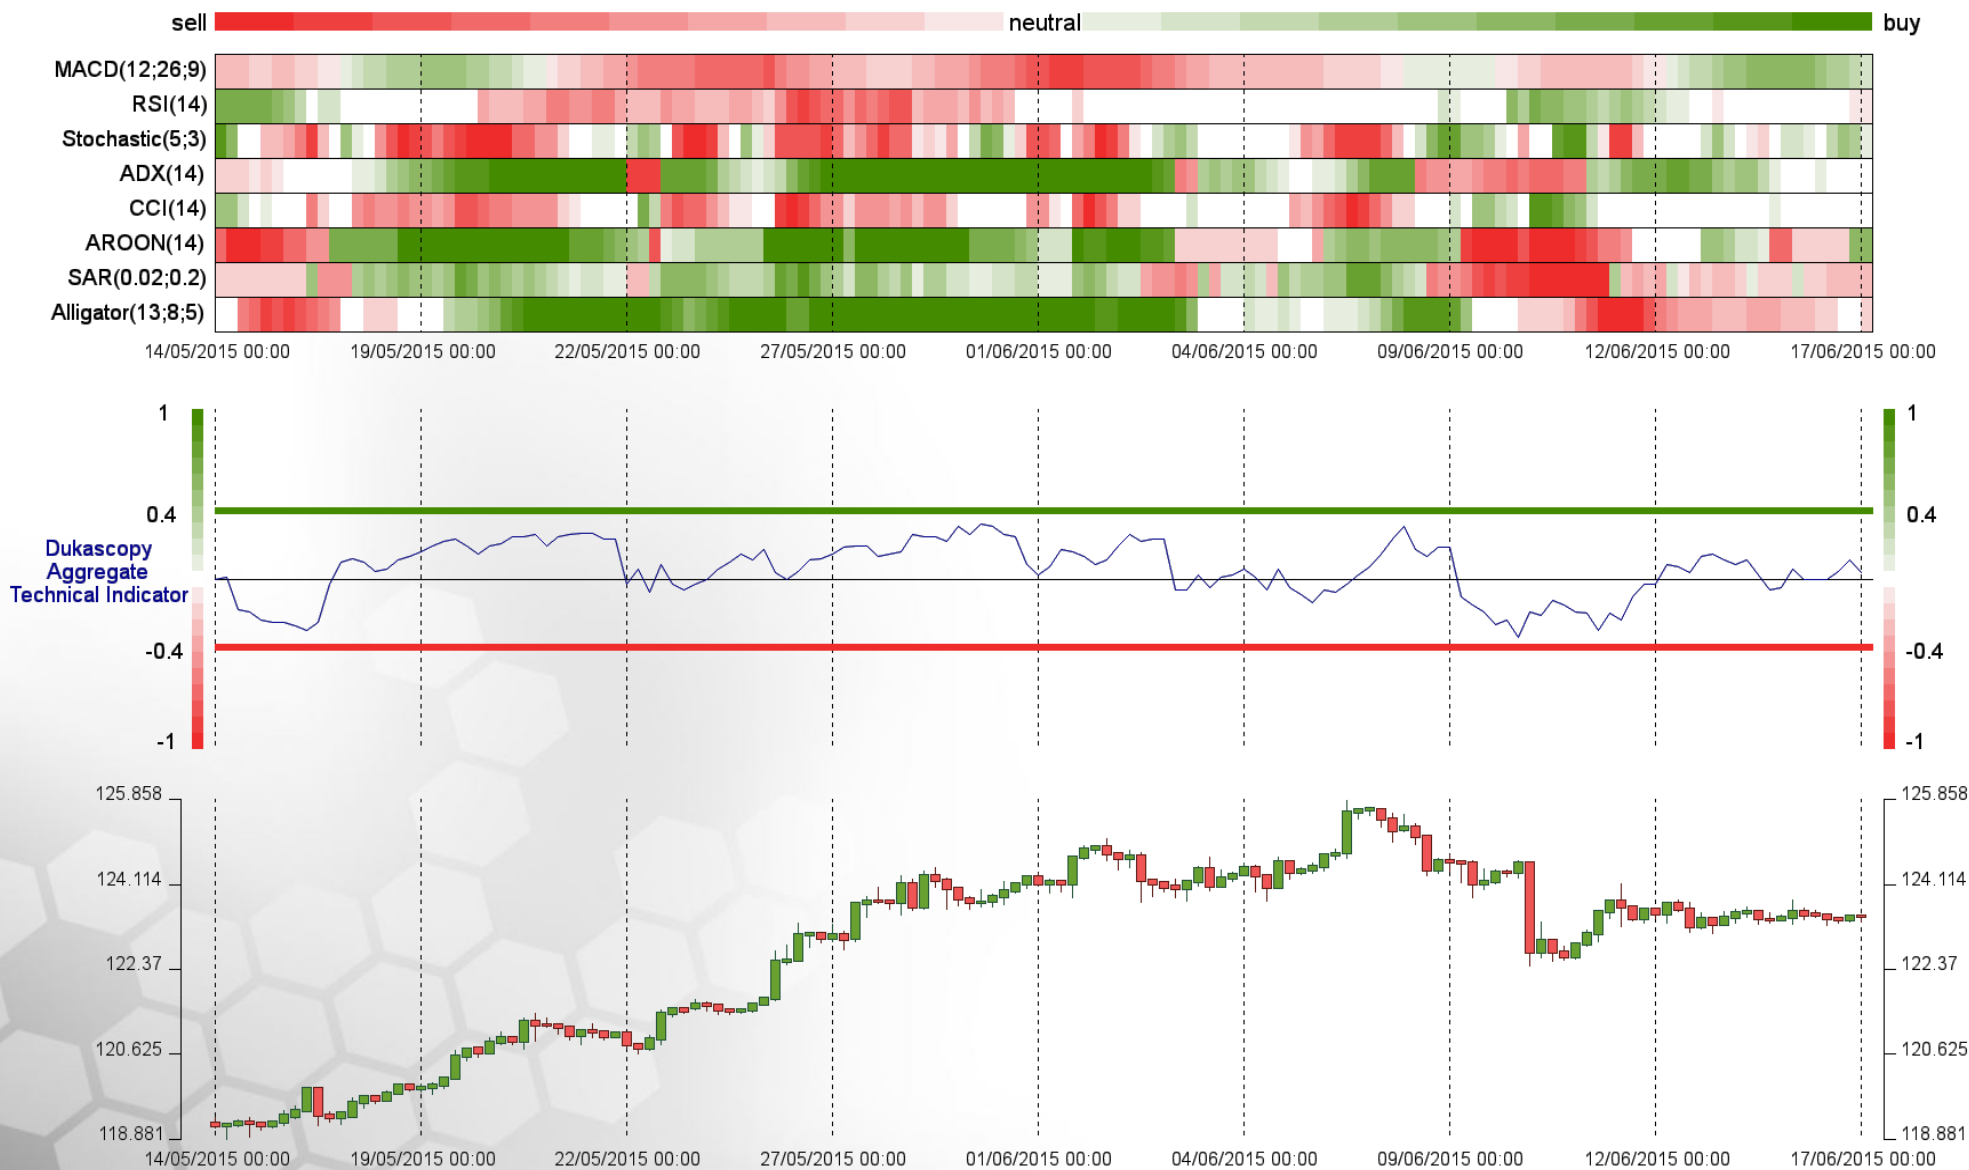 sell neutral buy
MACD(12;26;9)
RSI(14)
Stochastic(5;3)
ADX(14)
CCI(14)
AROON(14)
SAR(0.02;0.2)
Alligator(13;8;5)
14/05/2015 00:00 19/05/2015 00:00 22/05/2015 00:00 27/05/2015 00:00 01/06/2015 00:00 04/06/2015 00:00 09/06/2015 00:00 12/06/2015 00:00 17/06/2015 00:00
1 1
0.4 0.4
Dukascopy
Aggregate
Technical Indicator
-0.4 -0.4
-1 -1
125.858 125.858
124.114 124.114
122.37 122.37
120.625 120.625
118.881 118.881
14/05/2015 00:00 19/05/2015 00:00 22/05/2015 00:00 27/05/2015 00:00 01/06/2015 00:00 04/06/2015 00:00 09/06/2015 00:00 12/06/2015 00:00 17/06/2015 00:00